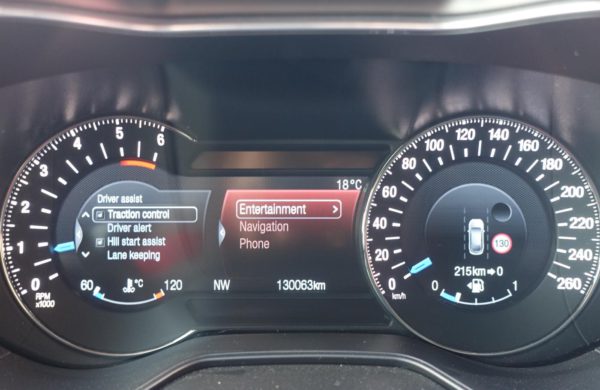 0
1
2
3
4
5
6
RPM
x1000
Driver assist
Traction control
Driver alert
Hill start assist
Lane keeping
60 °C 120
18°C
Entertainment >
Navigation
Phone
NW 130063km
0
20
40
60
80
100
120
140
160
180
200
220
240
260
km/h
130
215km→0
0 1